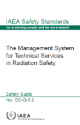 IAEA Safety Standards
for protecting people and the environment
The Management System
for Technical Services
in Radiation Safety
Safety Guide
No. GS-G-3.2
IAEA